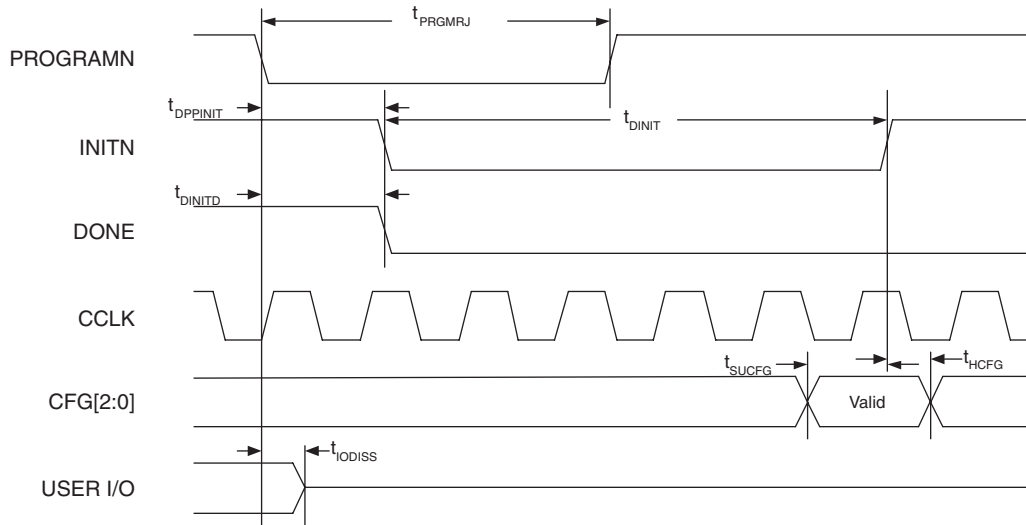 tPRGMRJ
PROGRAMN
tDPPINIT
tDINIT
INITN
tDINITD
DONE
CCLK
tSUCFG
tHCFG
CFG[2:0]
Valid
tIODISS
USER I/O